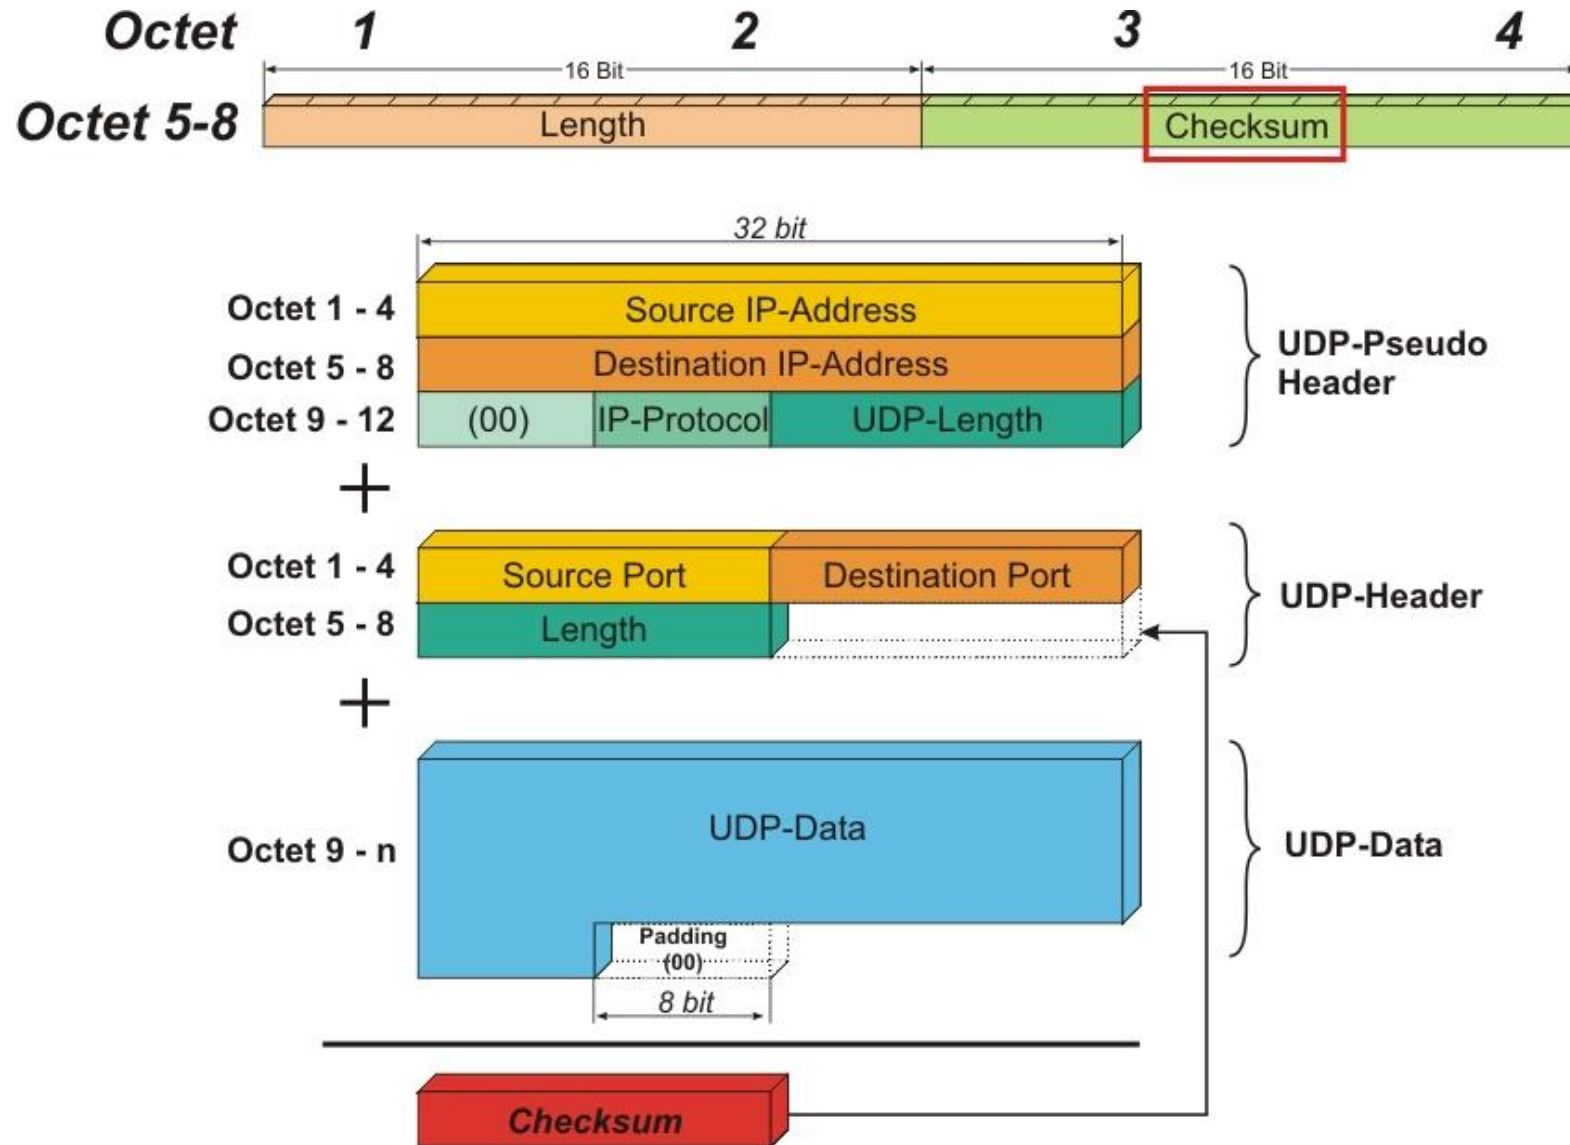 Octet 1 2 3 4
16 Bit 16 Bit
Octet 5-8 Length Checksum
32 bit
Octet 1 - 4 Source IP-Address
Octet 5 - 8 Destination IP-Address
UDP-Pseudo
Header
Octet 9 - 12 (00) IP-Protocol UDP-Length
+
Octet 1 - 4 Source Port Destination Port
UDP-Header
Octet 5 - 8 Length
+
UDP-Data
Octet 9 - n
UDP-Data
Padding
(00)
8 bit
Checksum